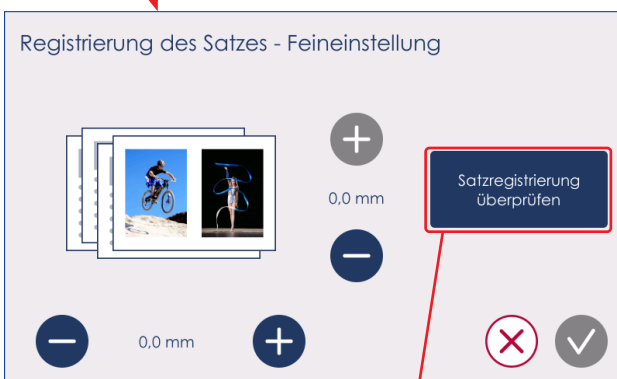 Registrierung des Satzes - Feineinstellung
0,0 mm
Satzregistrierung
überprüfen
0,0 mm